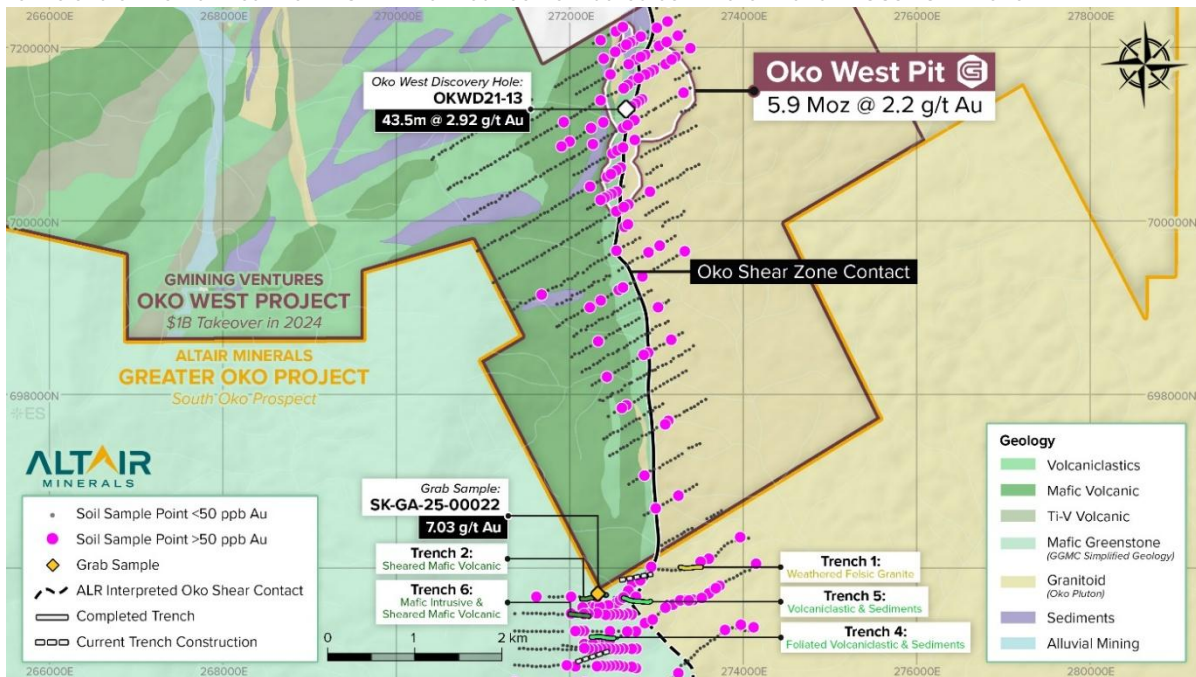 266000E
268000E
270000E
272000E
274000E
276000E
278000E
720000N
720000N
Oko West Discovery Hole:
OKWD21-13
43.5m @ 2.92 g/t Au
Oko West Pit
5.9 Moz @ 2.2 g/t Au
700000N
700000N
Oko Shear Zone Contact
GMINING VENTURES
OKO WEST PROJECT
$1B Takeover in 2024
ALTAIR MINERALS
GREATER OKO PROJECT
South Oko Prospect
698000N
698000N
ES
ALTAIR
MINERALS
Soil Sample Point <50 ppb Au
Soil Sample Point >50 ppb Au
Grab Sample
ALR Interpreted Oko Shear Contact
Completed Trench
Current Trench Construction
Grab Sample:
SK-GA-25-00022
7.03 g/t Au
Trench 2:
Sheared Mafic Volcanic
Trench 6:
Mafic Intrusive &
Sheared Mafic Volcanic
0 1 2 km
Trench 1:
Weathered Felsic Granite
Trench 5:
Volcaniclast & Sediments
Trench 4:
Foliated Volcaniclast & Sediments
Geology
Volcaniclastics
Mafic Volcanic
Ti-V Volcanic
Mafic Greenstone
(GGMC Simplified Geology)
Granitoid
(Oko Pluton)
Sediments
Alluvial Mining
266000E
268000E
270000E
272000E
274000E
276000E
278000E